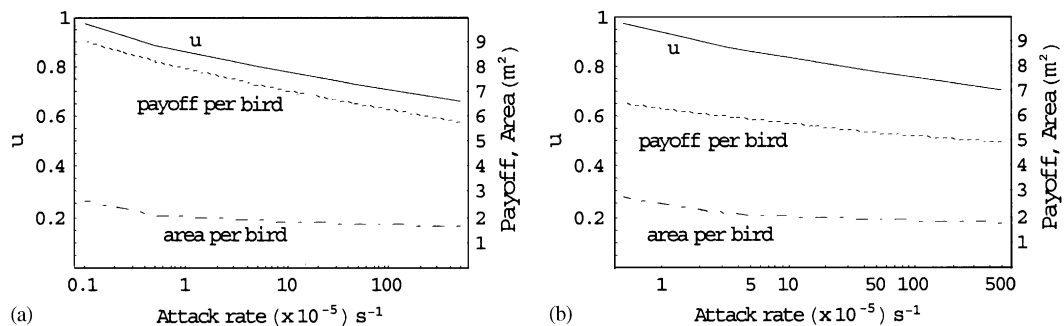 1
0.8
0.6
0.4
0.2
u
u
payoff per bird
area per bird
9
8
7
6
5
4
3
2
1
Payoff, Area (m²)
0.1 1 10 100
(a) Attack rate (x 10⁻⁵) s⁻¹
1
0.8
0.6
0.4
0.2
u
u
payoff per bird
area per bird
9
8
7
6
5
4
3
2
1
Payoff, Area (m²)
1 5 10 50 100 500
(b) Attack rate (x 10⁻⁵) s⁻¹